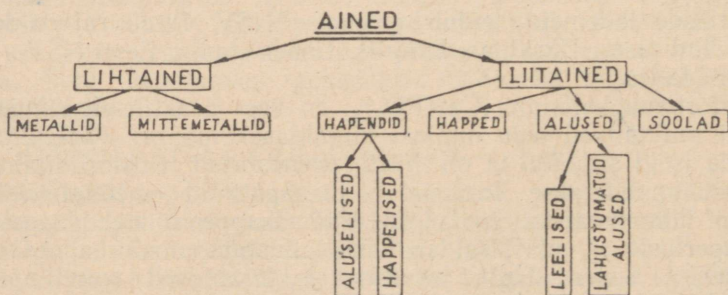 AINED
LIHTAINED
LIITAINED
METALLID
MITTEMETALLID
HAPENDID
HAPPED
ALUSED
SOOLAD
ALUSELISED
HAPPELISED
LEELISED
LAHUSTUMATUD
ALUSED